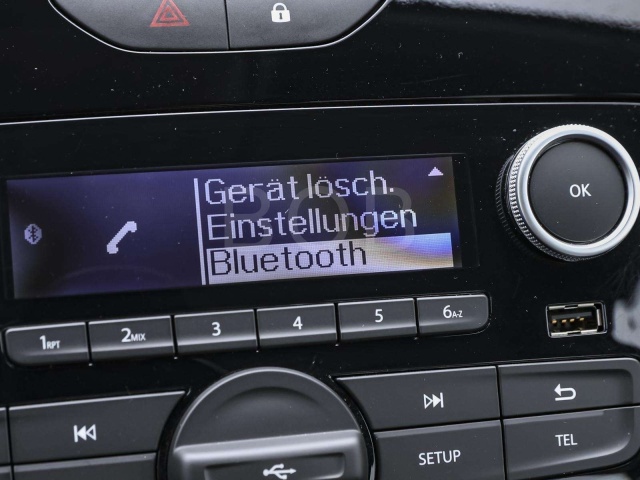 Gerät lösch.
Einstellungen
Bluetooth
OK
1RPT 2MIX 3 4 5 6A-Z
SETUP TEL